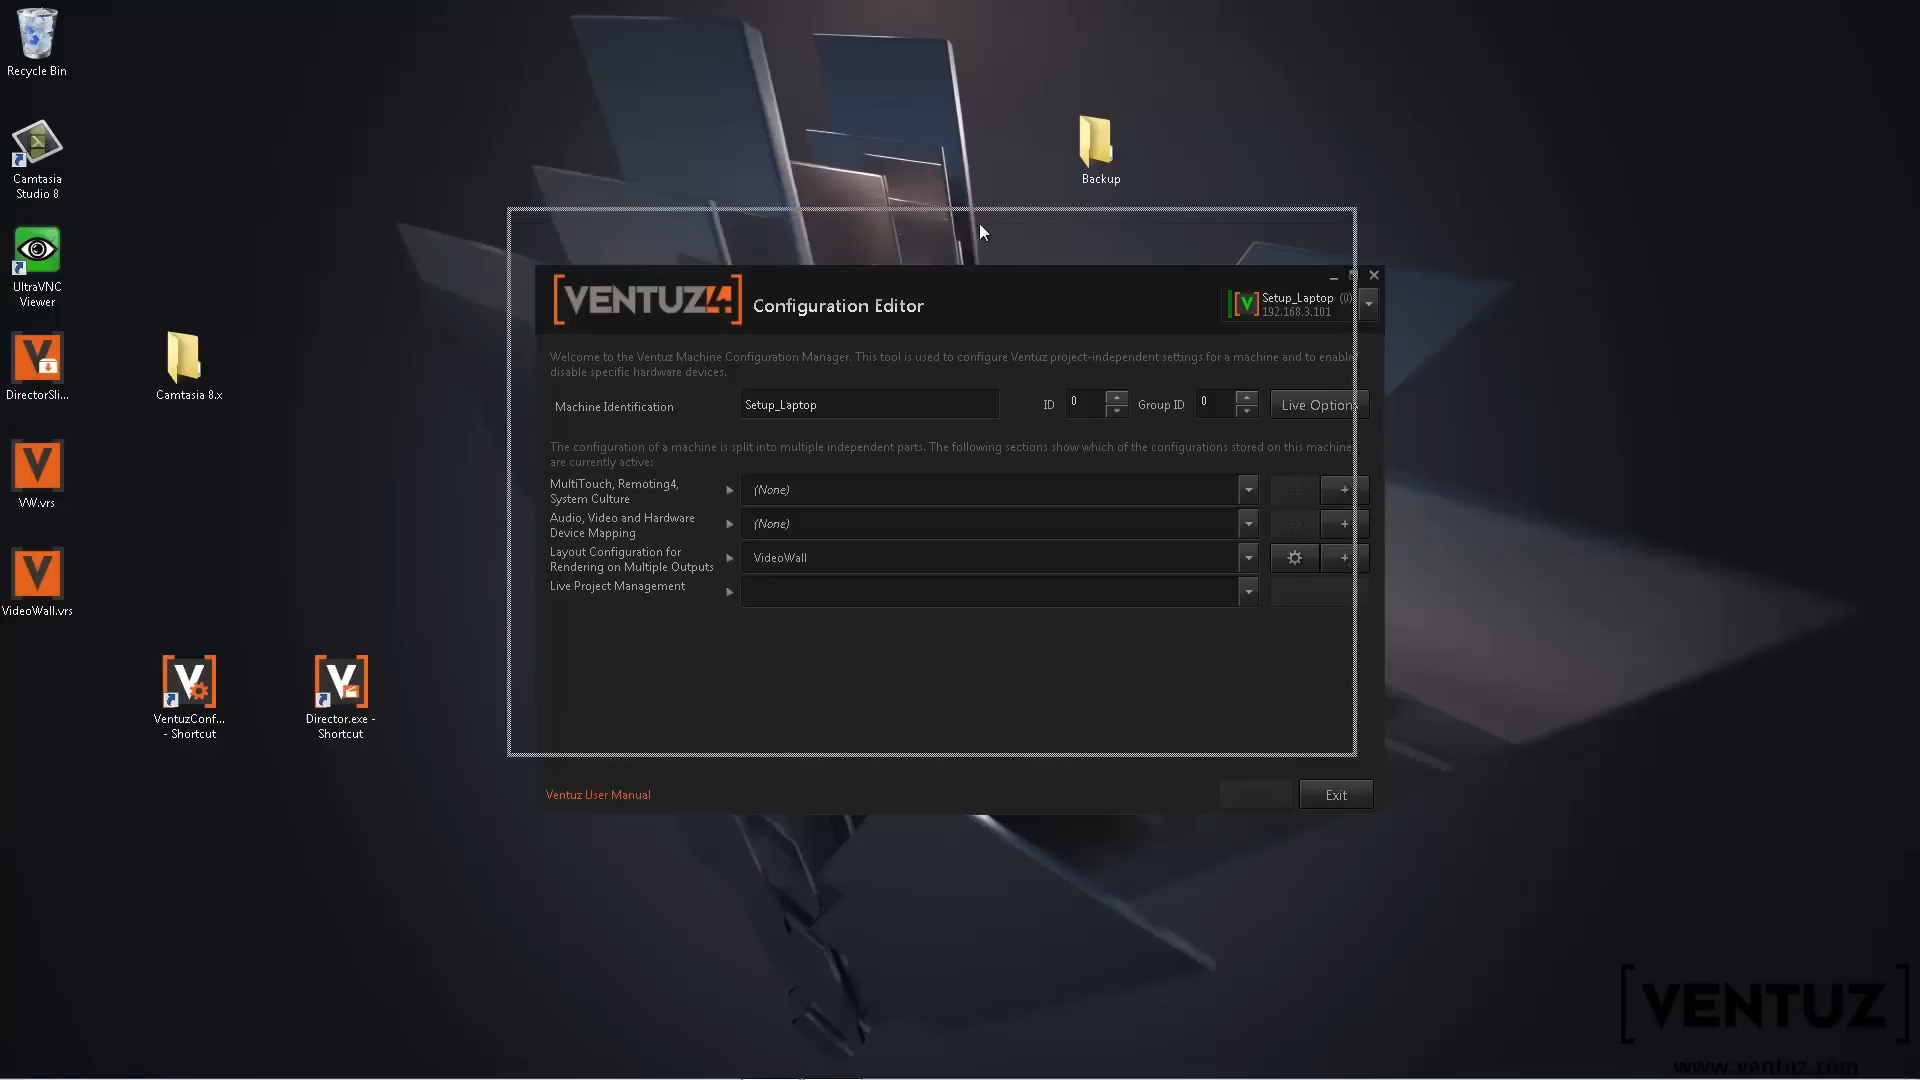 Recycle Bin
Camtasia
Studio 8
UltraVNC
Viewer
DirectorSli...
VW.vrs
VideoWall.vrs
Camtasia 8.x
VentuzConf...
- Shortcut
Director.exe -
Shortcut
Backup
[VENTUZ4]
Configuration Editor
Setup_Laptop (0)
192.168.3.101
Welcome to the Ventuz Machine Configuration Manager. This tool is used to configure Ventuz project-independent settings for a machine and to enable/
disable specific hardware devices.
Machine Identification
Setup_Laptop
ID
0
Group ID
0
Live Options
The configuration of a machine is split into multiple independent parts. The following sections show which of the configurations stored on this machine
are currently active:
MultiTouch, Remoting4,
System Culture
(None)
+
Audio, Video and Hardware
Device Mapping
(None)
+
Layout Configuration for
Rendering on Multiple Outputs
VideoWall
+
Live Project Management
Ventuz User Manual
Exit
[VENTUZ]
www.ventuz.com